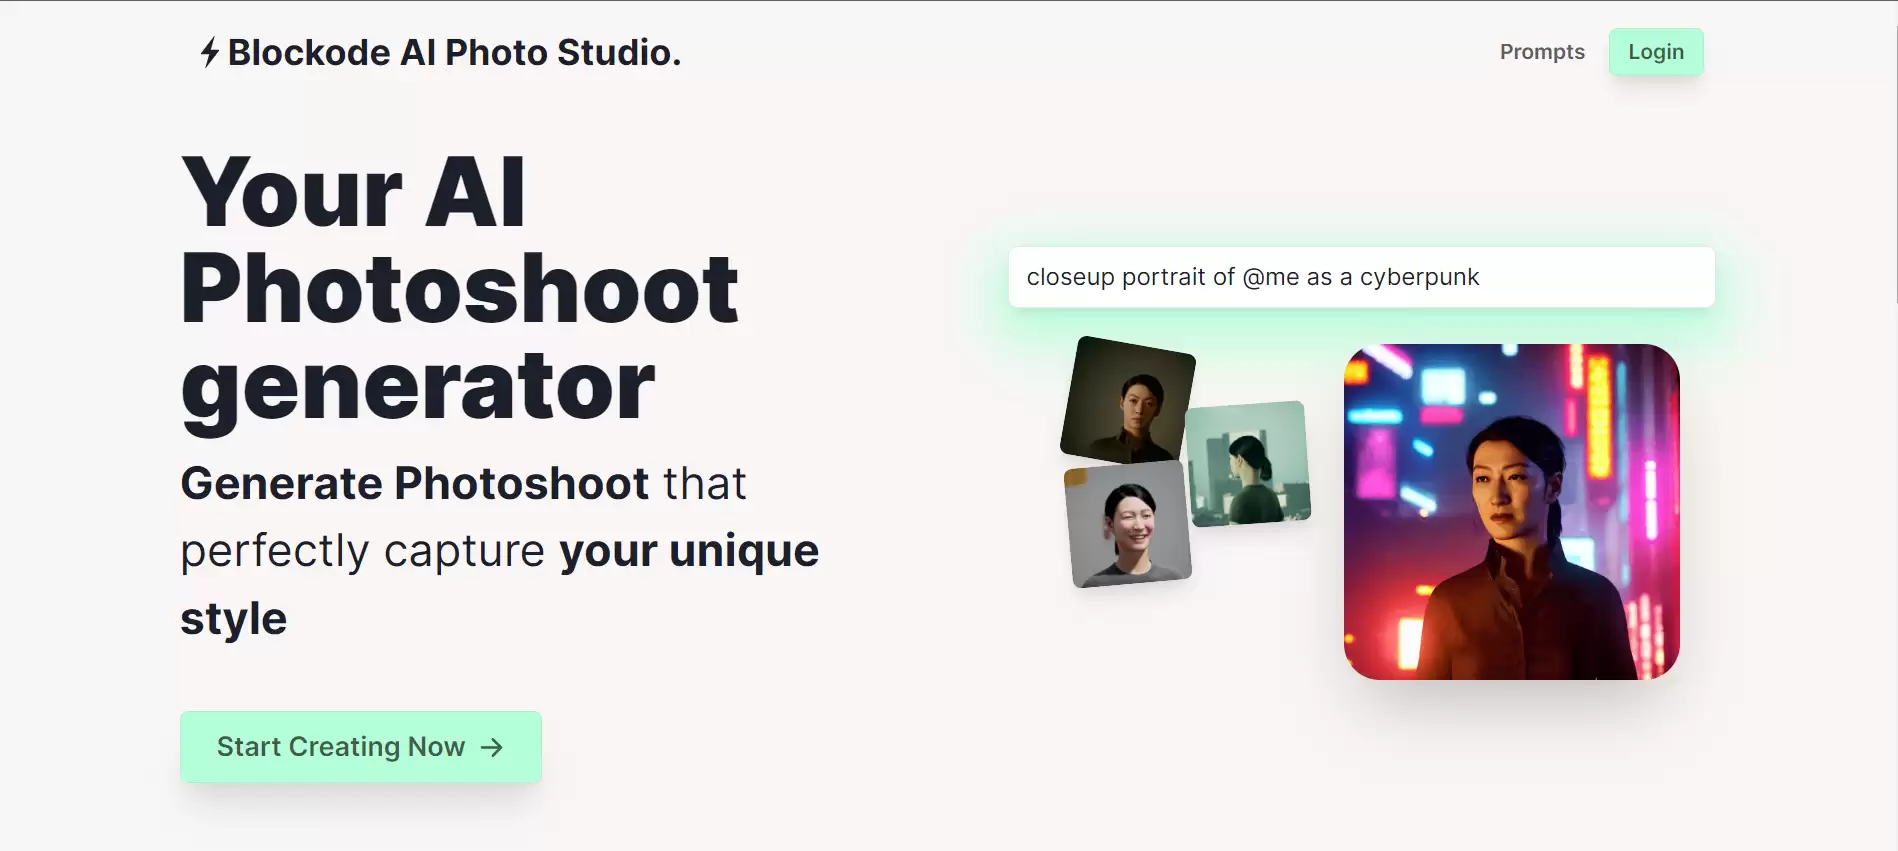 Blockode AI Photo Studio.
Prompts
Login
Your AI
Photoshoot
generator
Generate Photoshoot that
perfectly capture your unique
style
Start Creating Now →
closeup portrait of @me as a cyberpunk